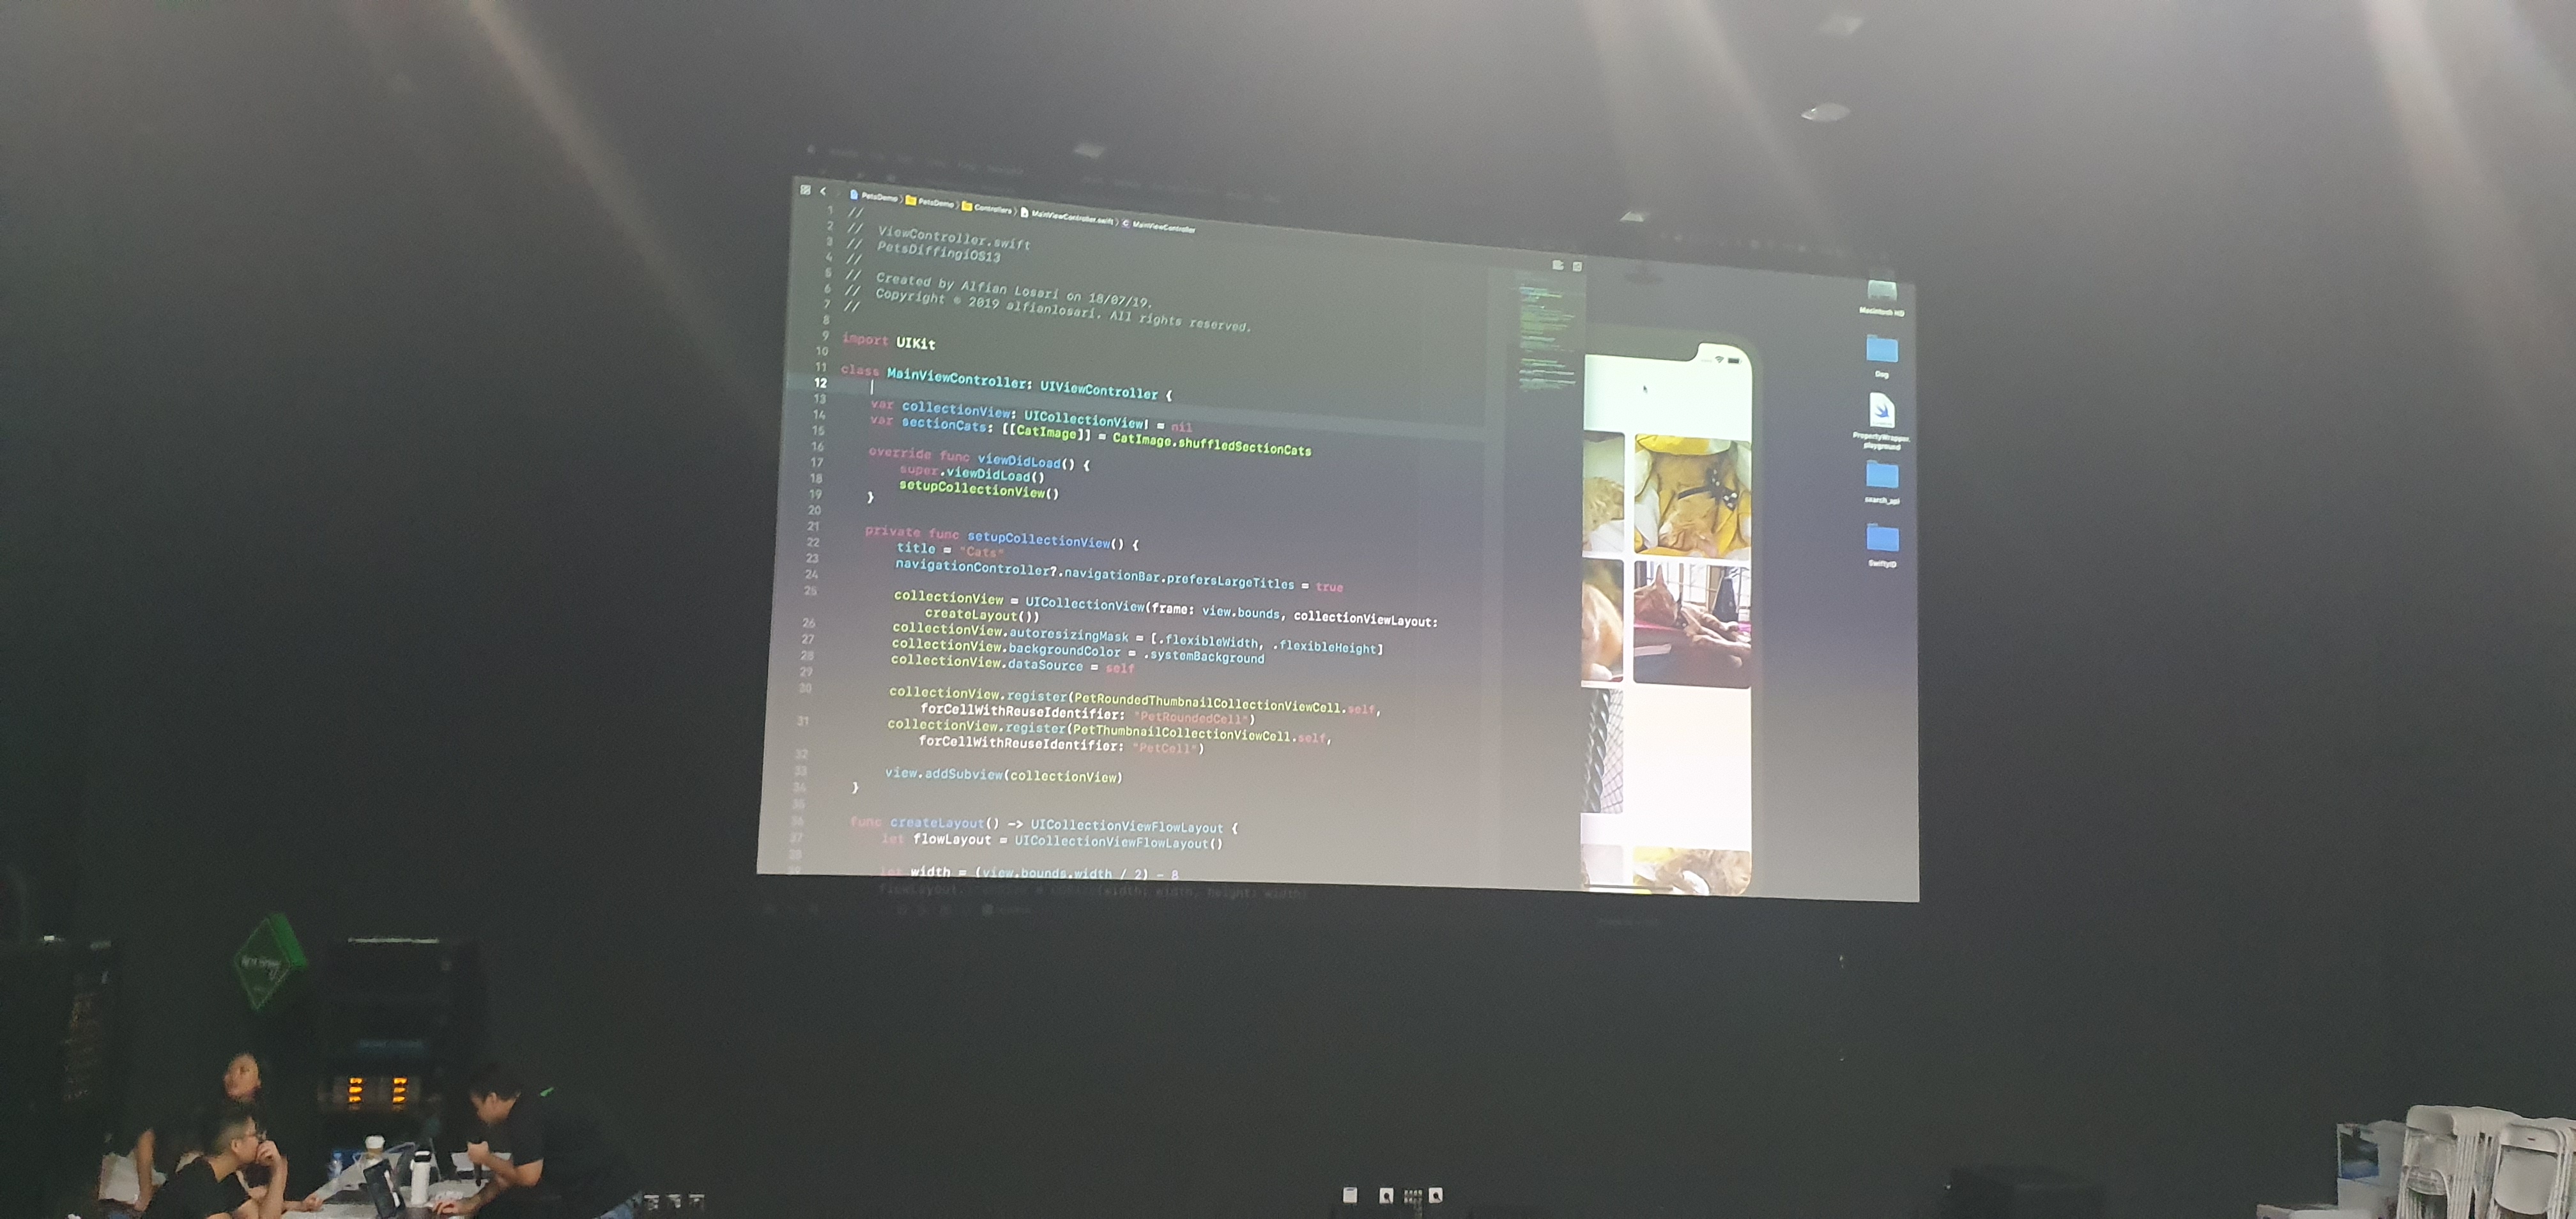 PetsDemo › PetsDemo › Controllers › MainViewController.swift › C MainViewController
1 //
2 //  ViewController.swift
3 //  PetsDiffingiOS13
4 //
5 //  Created by Alfian Losari on 18/07/19.
6 //  Copyright © 2019 alfianlosari. All rights reserved.
7 //
8
9 import UIKit
10
11 class MainViewController: UIViewController {
12
13 var collectionView: UICollectionView! = nil
14 var sectionCats: [[CatImage]] = CatImage.shuffledSectionCats
15
16 override func viewDidLoad() {
17 super.viewDidLoad()
18 setupCollectionView()
19 }
20
21 private func setupCollectionView() {
22 title = "Cats"
23 navigationController?.navigationBar.prefersLargeTitles = true
24
25 collectionView = UICollectionView(frame: view.bounds, collectionViewLayout:
createLayout())
26 collectionView.autoresizingMask = [.flexibleWidth, .flexibleHeight]
27 collectionView.backgroundColor = .systemBackground
28 collectionView.dataSource = self
29
30 collectionView.register(PetRoundedThumbnailCollectionViewCell.self,
forCellWithReuseIdentifier: "PetRoundedCell")
31 collectionView.register(PetThumbnailCollectionViewCell.self,
forCellWithReuseIdentifier: "PetCell")
32
33 view.addSubview(collectionView)
34 }
35
36 func createLayout() -> UICollectionViewFlowLayout {
37 let flowLayout = UICollectionViewFlowLayout()
38
39 let width = (view.bounds.width / 2) - 8
Macintosh HD
Dog
PropertyWrapper.
playground
search_api
SwiftyID